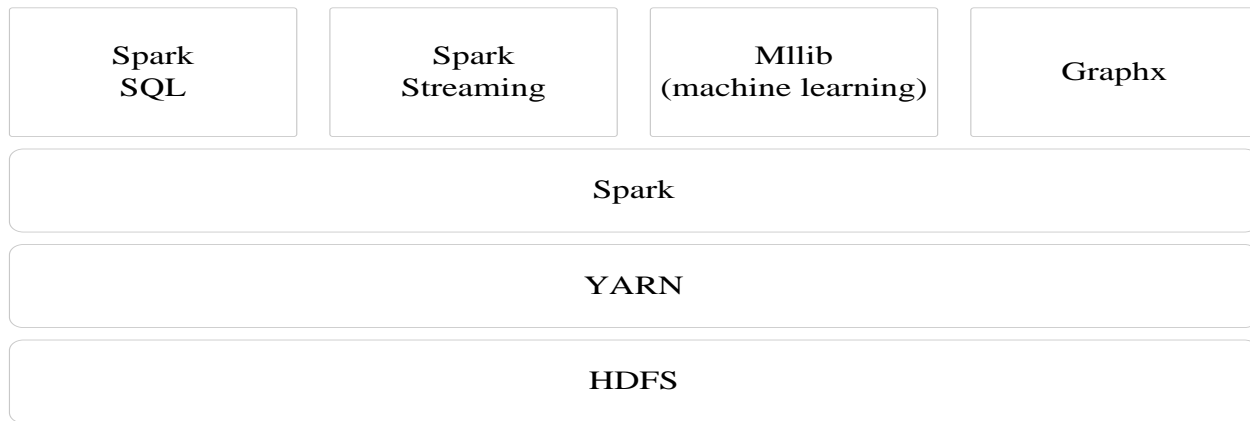 Spark
SQL
Spark
Streaming
Mllib
(machine learning)
Graphx
Spark
YARN
HDFS